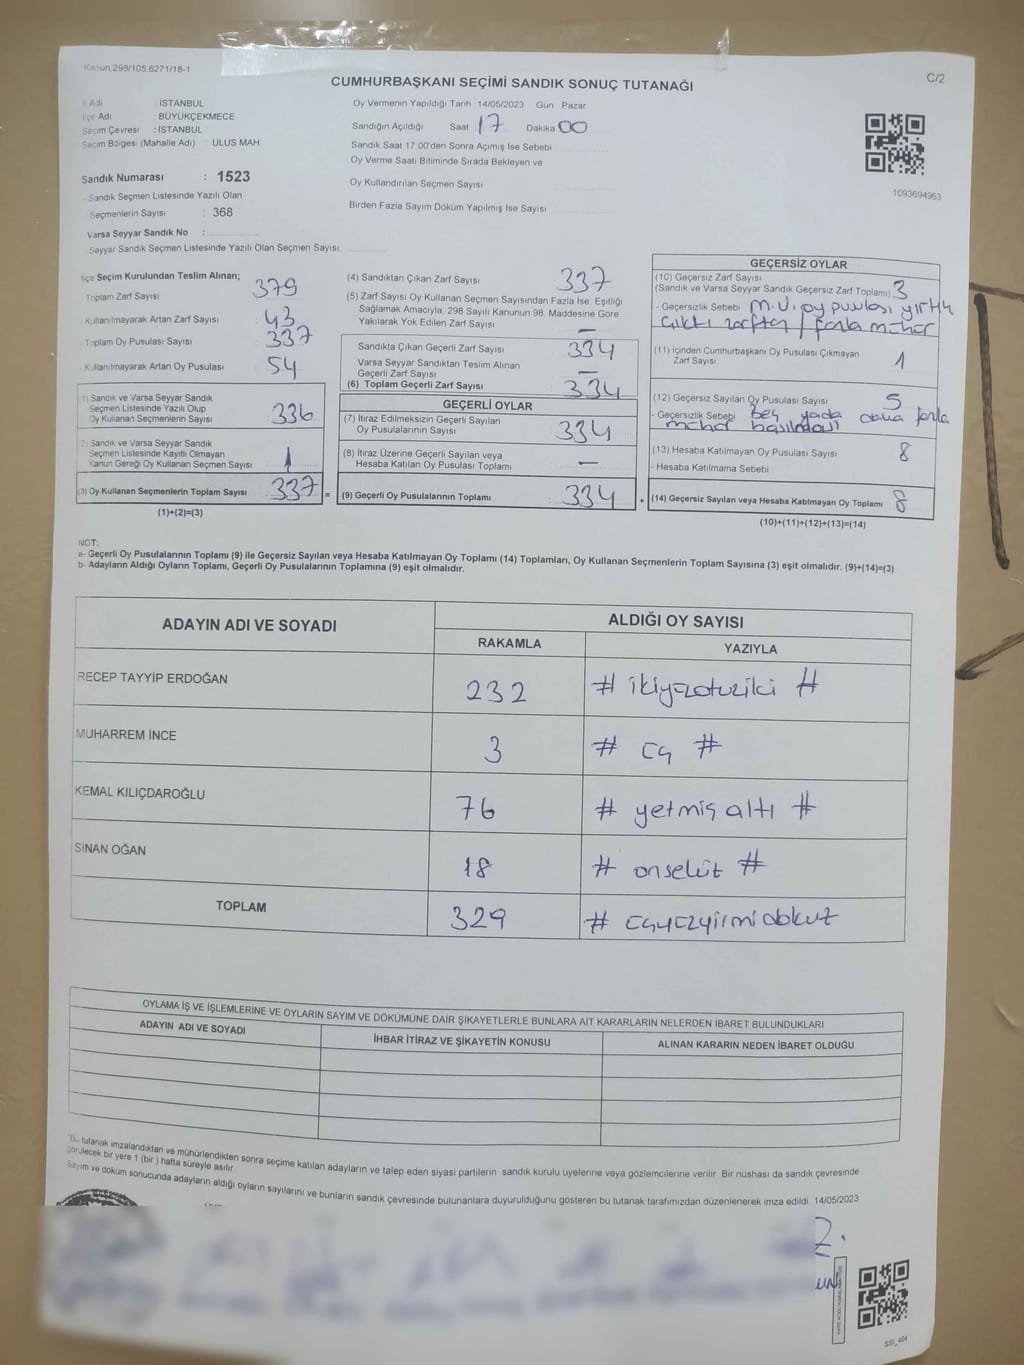 Kanun:298/105:6271/18-1
C/2
CUMHURBAŞKANI SEÇİMİ SANDIK SONUÇ TUTANAĞI
İl Adı : İSTANBUL
İlçe Adı : BÜYÜKÇEKMECE
Seçim Çevresi : İSTANBUL
Seçim Bölgesi (Mahalle Adı) : ULUS MAH.
Sandık Numarası : 1523
- Sandık Seçmen Listesinde Yazılı Olan
Seçmenlerin Sayısı : 368
Varsa Seyyar Sandık No :
- Seyyar Sandık Seçmen Listesinde Yazılı Olan Seçmen Sayısı:
Oy Vermenin Yapıldığı Tarih 14/05/2023 Gün Pazar
Sandığın Açıldığı Saat 17 Dakika 00
Sandık Saat 17:00'den Sonra Açımış İse Sebebi
Oy Verme Saati Bitiminde Sırada Bekleyen ve
Oy Kullandırılan Seçmen Sayısı
Birden Fazla Sayım Döküm Yapılmış İse Sayısı
1093694963
İlçe Seçim Kurulundan Teslim Alınan;
- Toplam Zarf Sayısı 379
- Kullanılmayarak Artan Zarf Sayısı 43
- Toplam Oy Pusulası Sayısı 337
- Kullanılmayarak Artan Oy Pusulası 54
(1) Sandık ve Varsa Seyyar Sandık
Seçmen Listesinde Yazılı Olup
Oy Kullanan Seçmenlerin Sayısı 336
(2) Sandık ve Varsa Seyyar Sandık
Seçmen Listesinde Kayıtlı Olmayan
Kanun Gereği Oy Kullanan Seçmen Sayısı 1
(3) Oy Kullanan Seçmenlerin Toplam Sayısı 337 =
(1)+(2)=(3)
(4) Sandıktan Çıkan Zarf Sayısı 337
(5) Zarf Sayısı Oy Kullanan Seçmen Sayısından Fazla İse, Eşitliği
Sağlamak Amacıyla, 298 Sayılı Kanunun 98. Maddesine Göre
Yakılarak Yok Edilen Zarf Sayısı –
Sandıkta Çıkan Geçerli Zarf Sayısı 334
Varsa Seyyar Sandıktan Teslim Alınan
Geçerli Zarf Sayısı –
(6) Toplam Geçerli Zarf Sayısı 334
GEÇERLİ OYLAR
(7) İtiraz Edilmeksizin Geçerli Sayılan
Oy Pusulalarının Sayısı 334
(8) İtiraz Üzerine Geçerli Sayılan veya
Hesaba Katılan Oy Pusulası Toplamı –
(9) Geçerli Oy Pusulalarının Toplamı 334 +
GEÇERSİZ OYLAR
(10) Geçersiz Zarf Sayısı
(Sandık ve Varsa Seyyar Sandık Geçersiz Zarf Toplamı) 3
- Geçersizlik Sebebi M.V. oy pusulası yırtık
çıktı zarftan / fazla mühür
(11) İçinden Cumhurbaşkanı Oy Pusulası Çıkmayan
Zarf Sayısı 1
(12) Geçersiz Sayılan Oy Pusulası Sayısı 5
- Geçersizlik Sebebi Beş yada daha fazla
mühür basılması
(13) Hesaba Katılmayan Oy Pusulası Sayısı 8
- Hesaba Katılmama Sebebi
(14) Geçersiz Sayılan veya Hesaba Katılmayan Oy Toplamı 8
(10)+(11)+(12)+(13)=(14)
NOT:
a- Geçerli Oy Pusulalarının Toplamı (9) ile Geçersiz Sayılan veya Hesaba Katılmayan Oy Toplamı (14) Toplamları, Oy Kullanan Seçmenlerin Toplam Sayısına (3) eşit olmalıdır. (9)+(14)=(3)
b- Adayların Aldığı Oyların Toplamı, Geçerli Oy Pusulalarının Toplamına (9) eşit olmalıdır.
ADAYIN ADI VE SOYADI
ALDIĞI OY SAYISI
RAKAMLA YAZIYLA
RECEP TAYYİP ERDOĞAN 232 # ikiyüzotuziki #
MUHARREM İNCE 3 # üç #
KEMAL KILIÇDAROĞLU 76 # yetmiş altı #
SİNAN OĞAN 18 # onsekiz #
TOPLAM 329 # üçyüzyirmidokuz
OYLAMA İŞ VE İŞLEMLERİNE VE OYLARIN SAYIM VE DÖKÜMÜNE DAİR ŞİKAYETLERLE BUNLARA AİT KARARLARIN NELERDEN İBARET BULUNDUKLARI
ADAYIN ADI VE SOYADI İHBAR İTİRAZ VE ŞİKAYETİN KONUSU ALINAN KARARIN NEDEN İBARET OLDUĞU
*Bu tutanak imzalandıktan ve mühürlendikten sonra seçime katılan adayların ve talep eden siyasi partilerin sandık kurulu üyelerine veya gözlemcilerine verilir. Bir nüshası da sandık çevresinde
görülecek bir yere 1 (bir) hafta süreyle asılır.
Sayım ve döküm sonucunda adayların aldığı oyların sayılarını ve bunların sandık çevresinde bulunanlara duyurulduğunu gösteren bu tutanak tarafımızdan düzenlenerek imza edildi. 14/05/2023
SSİ_404